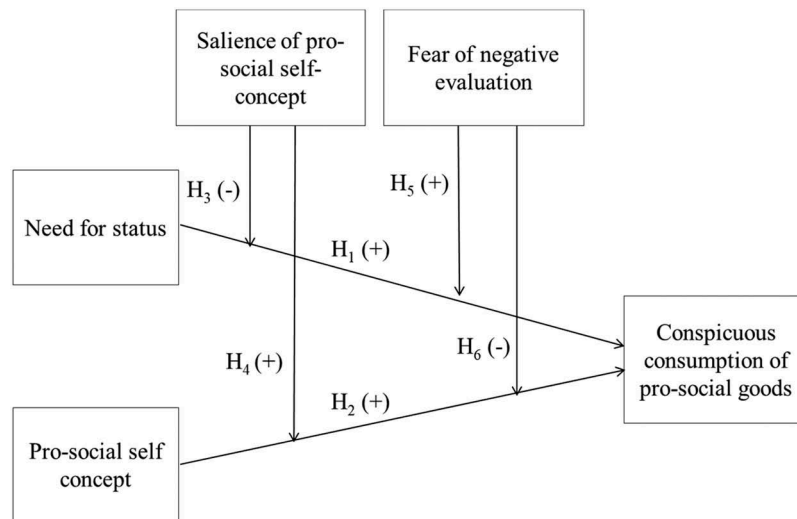 Salience of pro-
social self-
concept
Fear of negative
evaluation
H₃ (-)
H₅ (+)
Need for status
H₁ (+)
H₄ (+)
H₆ (-)
Conspicuous
consumption of
pro-social goods
H₂ (+)
Pro-social self
concept